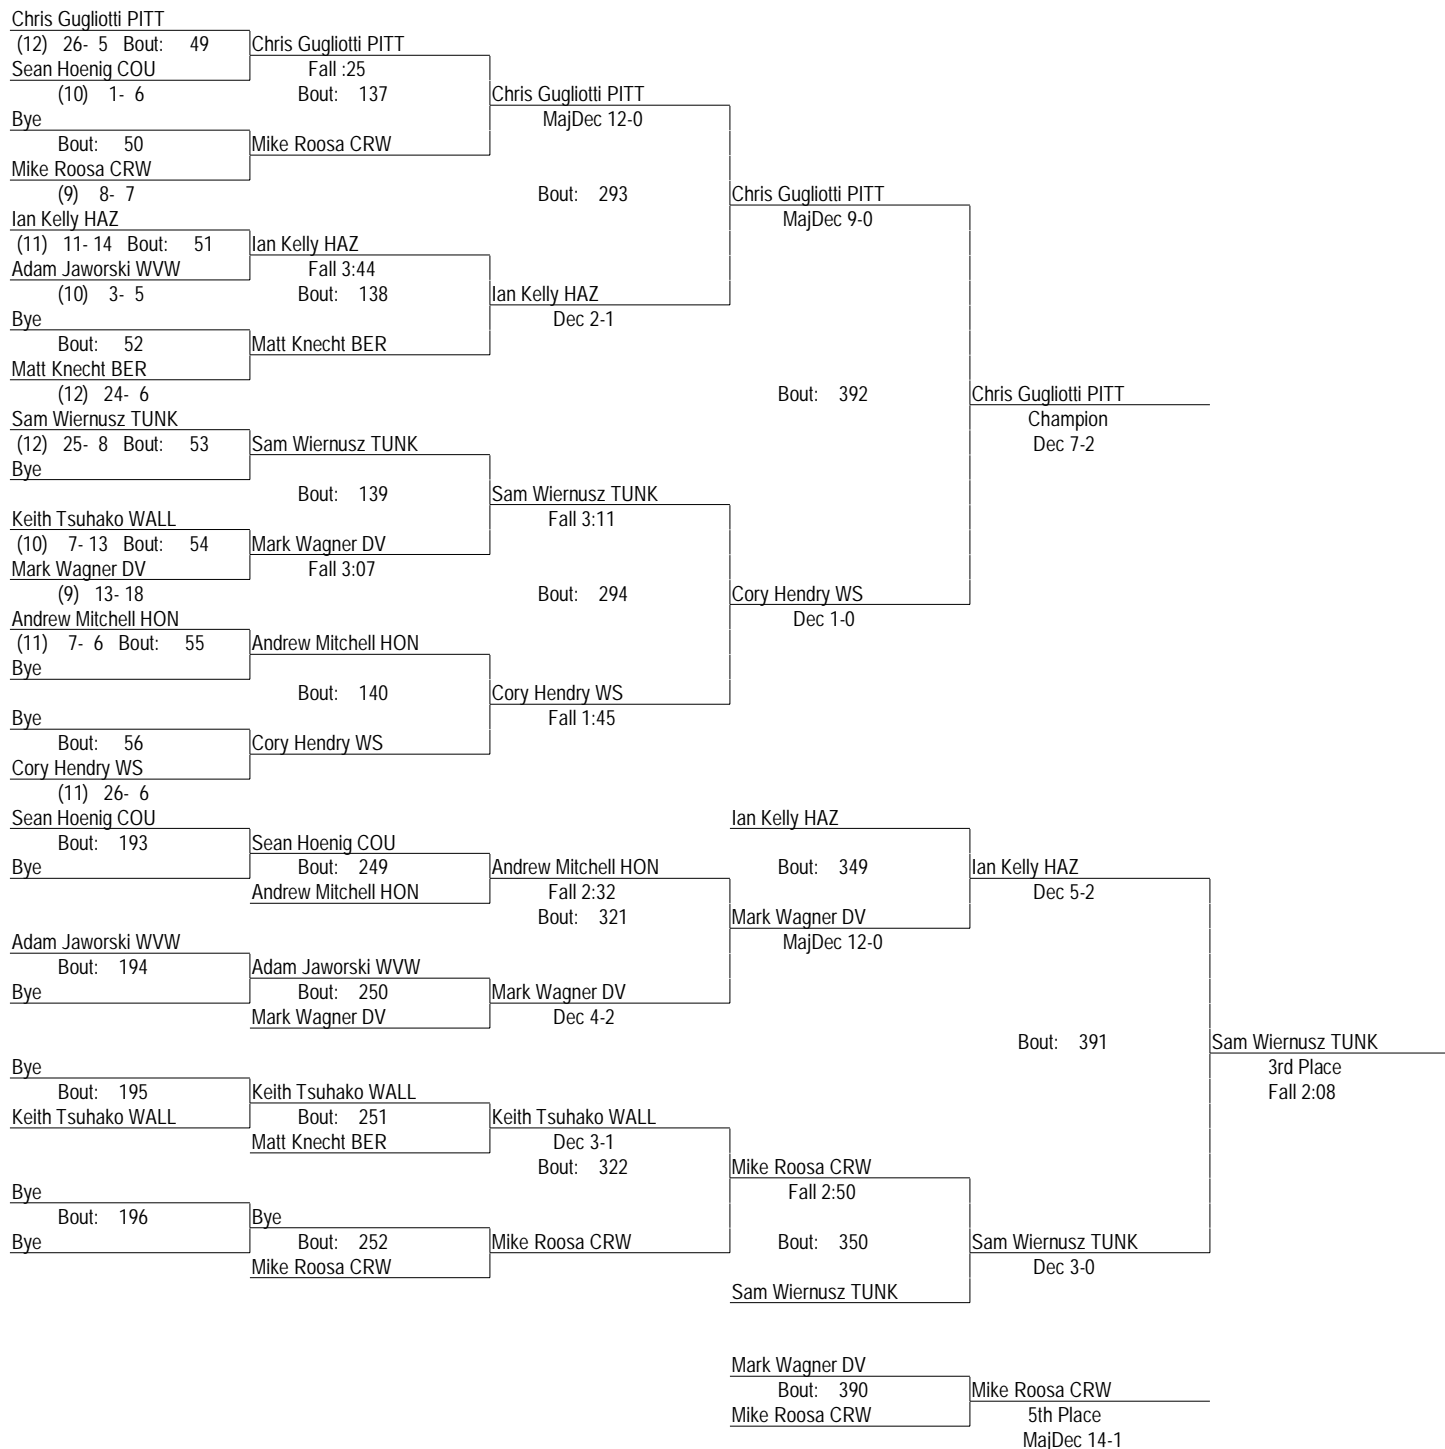 Chris Gugliotti PITT
(12) 26- 5 Bout: 49 Chris Gugliotti PITT
Sean Hoenig COU Fall :25
(10) 1- 6 Bout: 137 Chris Gugliotti PITT
Bye MajDec 12-0
Bout: 50 Mike Roosa CRW
Mike Roosa CRW
(9) 8- 7 Bout: 293 Chris Gugliotti PITT
Ian Kelly HAZ MajDec 9-0
(11) 11- 14 Bout: 51 Ian Kelly HAZ
Adam Jaworski WVW Fall 3:44
(10) 3- 5 Bout: 138 Ian Kelly HAZ
Bye Dec 2-1
Bout: 52 Matt Knecht BER
Matt Knecht BER
(12) 24- 6 Bout: 392 Chris Gugliotti PITT
Sam Wiernusz TUNK Champion
(12) 25- 8 Bout: 53 Sam Wiernusz TUNK Dec 7-2
Bye
Bout: 139 Sam Wiernusz TUNK
Keith Tsuhako WALL Fall 3:11
(10) 7- 13 Bout: 54 Mark Wagner DV
Mark Wagner DV Fall 3:07
(9) 13- 18 Bout: 294 Cory Hendry WS
Andrew Mitchell HON Dec 1-0
(11) 7- 6 Bout: 55 Andrew Mitchell HON
Bye
Bout: 140 Cory Hendry WS
Bye Fall 1:45
Bout: 56 Cory Hendry WS
Cory Hendry WS
(11) 26- 6
Sean Hoenig COU Ian Kelly HAZ
Bout: 193 Sean Hoenig COU
Bye Bout: 249 Andrew Mitchell HON Bout: 349 Ian Kelly HAZ
Andrew Mitchell HON Fall 2:32 Dec 5-2
Bout: 321 Mark Wagner DV
Adam Jaworski WVW MajDec 12-0
Bout: 194 Adam Jaworski WVW
Bye Bout: 250 Mark Wagner DV
Mark Wagner DV Dec 4-2
Bout: 391 Sam Wiernusz TUNK
Bye 3rd Place
Bout: 195 Keith Tsuhako WALL Fall 2:08
Keith Tsuhako WALL Bout: 251 Keith Tsuhako WALL
Matt Knecht BER Dec 3-1
Bout: 322 Mike Roosa CRW
Bye Fall 2:50
Bout: 196 Bye
Bye Bout: 252 Mike Roosa CRW Bout: 350 Sam Wiernusz TUNK
Mike Roosa CRW Dec 3-0
Sam Wiernusz TUNK
Mark Wagner DV
Bout: 390 Mike Roosa CRW
Mike Roosa CRW 5th Place
MajDec 14-1